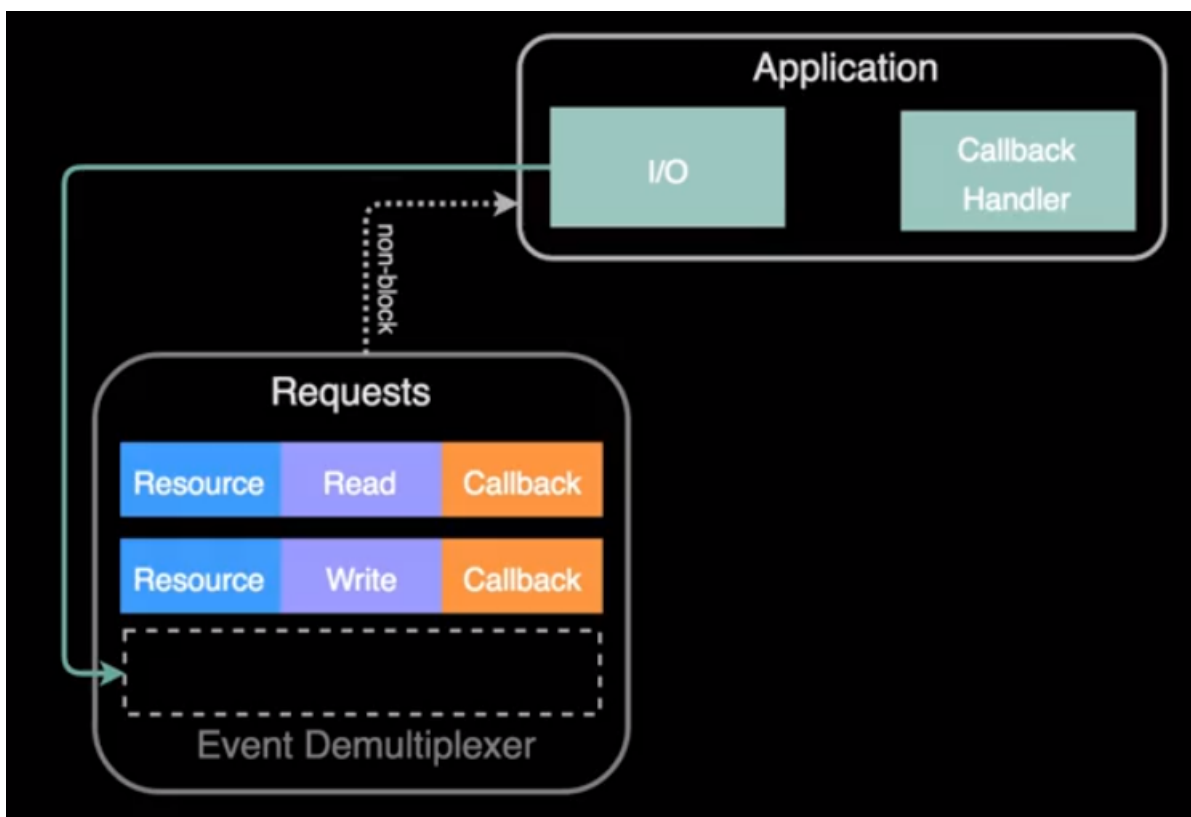 Application
I/O
Callback
Handler
non-block
Requests
Resource Read Callback
Resource Write Callback
Event Demultiplexer